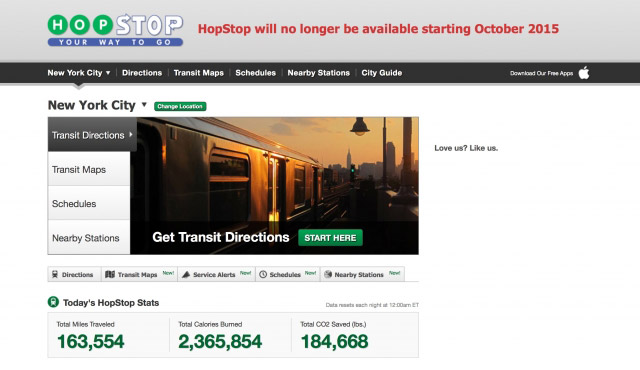 HOPSTOP
YOUR WAY TO GO
HopStop will no longer be available starting October 2015
New York City Directions Transit Maps Schedules Nearby Stations City Guide Download Our Free Apps
New York City Change Location
Transit Directions
Transit Maps
Schedules
Nearby Stations
Get Transit Directions START HERE
Love us? Like us.
Directions Transit Maps New! Service Alerts New! Schedules New! Nearby Stations New!
Today's HopStop Stats Data resets each night at 12:00am ET
Total Miles Traveled Total Calories Burned Total CO2 Saved (lbs.)
163,554 2,365,854 184,668